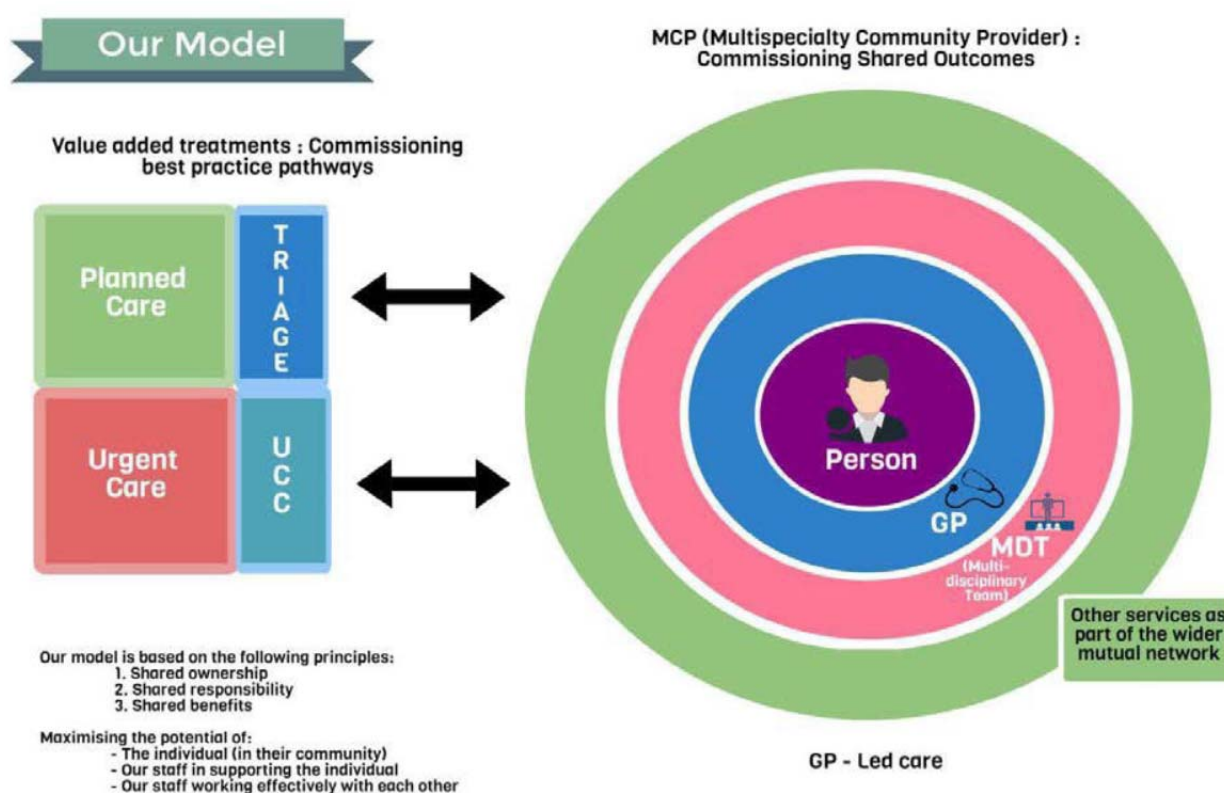 Our Model
Value added treatments : Commissioning
best practice pathways
Planned
Care
TRIAGE
Urgent
Care
UCC
Our model is based on the following principles:
1. Shared ownership
2. Shared responsibility
3. Shared benefits
Maximising the potential of:
- The individual (in their community)
- Our staff in supporting the individual
- Our staff working effectively with each other
MCP (Multispecialty Community Provider) :
Commissioning Shared Outcomes
Person
GP
MDT
(Multi-
disciplinary
Team)
Other services as
part of the wider
mutual network
GP - Led care